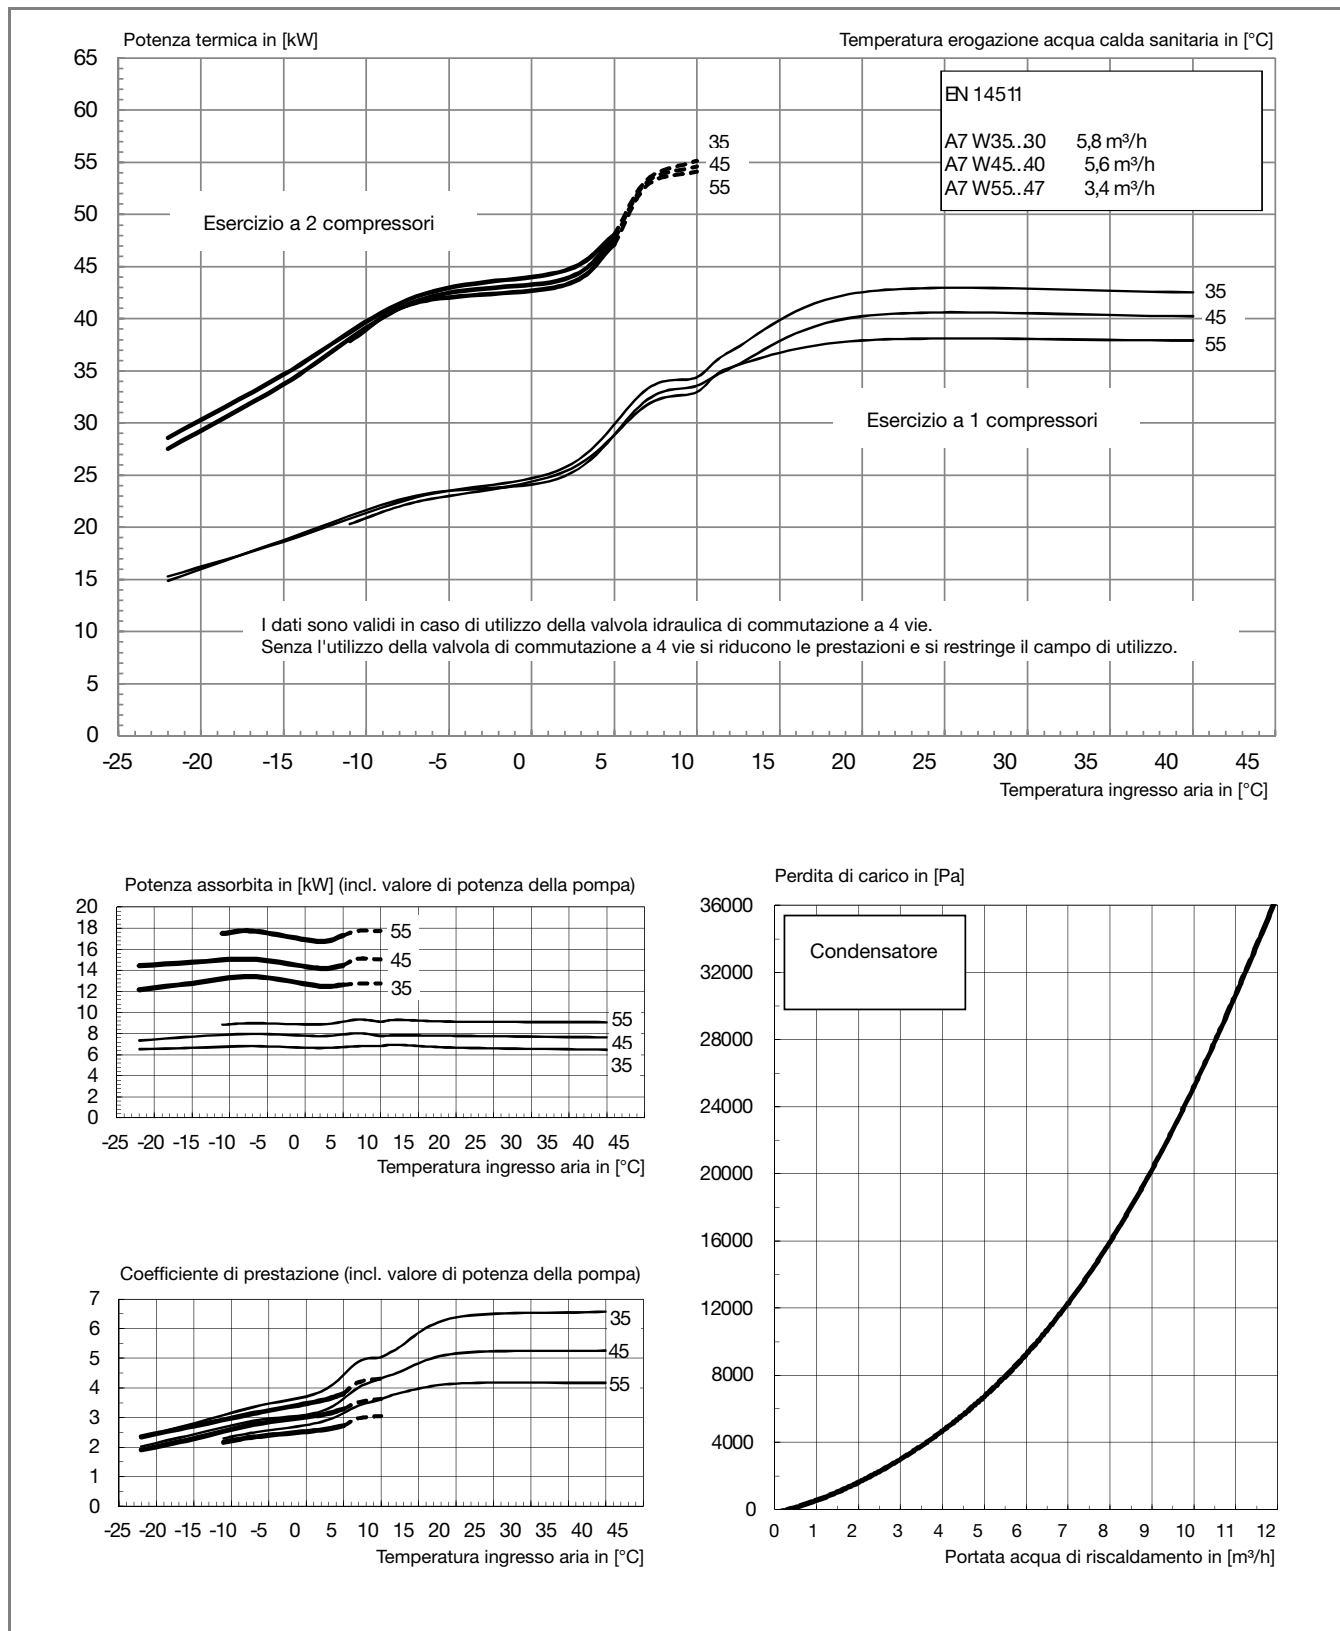 Potenza termica in [kW]
Temperatura erogazione acqua calda sanitaria in [°C]
65
60
55
50
45
40
35
30
25
20
15
10
5
0
EN 14511
A7 W35...30 5,8 m³/h
A7 W45...40 5,6 m³/h
A7 W55...47 3,4 m³/h
35
45
55
Esercizio a 2 compressori
35
45
55
Esercizio a 1 compressori
I dati sono validi in caso di utilizzo della valvola idraulica di commutazione a 4 vie.
Senza l'utilizzo della valvola di commutazione a 4 vie si riducono le prestazioni e si restringe il campo di utilizzo.
-25 -20 -15 -10 -5 0 5 10 15 20 25 30 35 40 45
Temperatura ingresso aria in [°C]
Potenza assorbita in [kW] (incl. valore di potenza della pompa)
20
18
16
14
12
10
8
6
4
2
0
55
45
35
55
45
35
-25 -20 -15 -10 -5 0 5 10 15 20 25 30 35 40 45
Temperatura ingresso aria in [°C]
Coefficiente di prestazione (incl. valore di potenza della pompa)
7
6
5
4
3
2
1
0
35
45
55
-25 -20 -15 -10 -5 0 5 10 15 20 25 30 35 40 45
Temperatura ingresso aria in [°C]
Perdita di carico in [Pa]
36000
32000
28000
24000
20000
16000
12000
8000
4000
0
Condensatore
0 1 2 3 4 5 6 7 8 9 10 11 12
Portata acqua di riscaldamento in [m³/h]